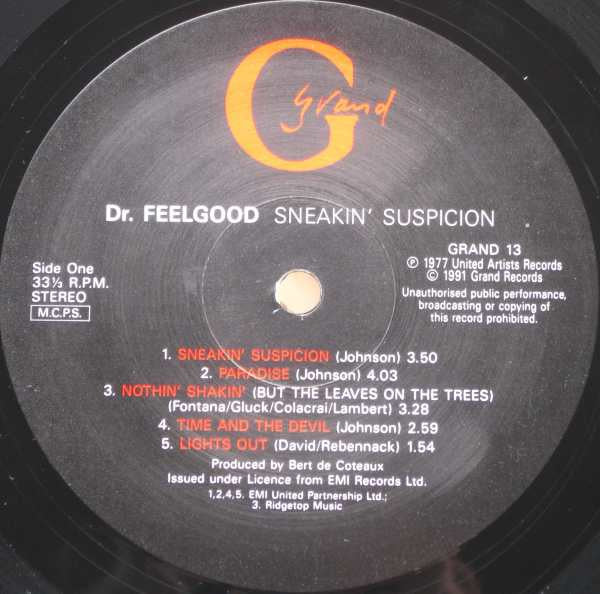 G grand
Dr. FEELGOOD SNEAKIN' SUSPICION
Side One
33⅓ R.P.M.
STEREO
M.C.P.S.
GRAND 13
℗ 1977 United Artists Records
© 1991 Grand Records
Unauthorised public performance,
broadcasting or copying of
this record prohibited.
1. SNEAKIN' SUSPICION (Johnson) 3.50
2. PARADISE (Johnson) 4.03
3. NOTHIN' SHAKIN' (BUT THE LEAVES ON THE TREES)
(Fontana/Gluck/Colacrai/Lambert) 3.28
4. TIME AND THE DEVIL (Johnson) 2.59
5. LIGHTS OUT (David/Rebennack) 1.54
Produced by Bert de Coteaux
Issued under Licence from EMI Records Ltd.
1,2,4,5. EMI United Partnership Ltd.;
3. Ridgetop Music